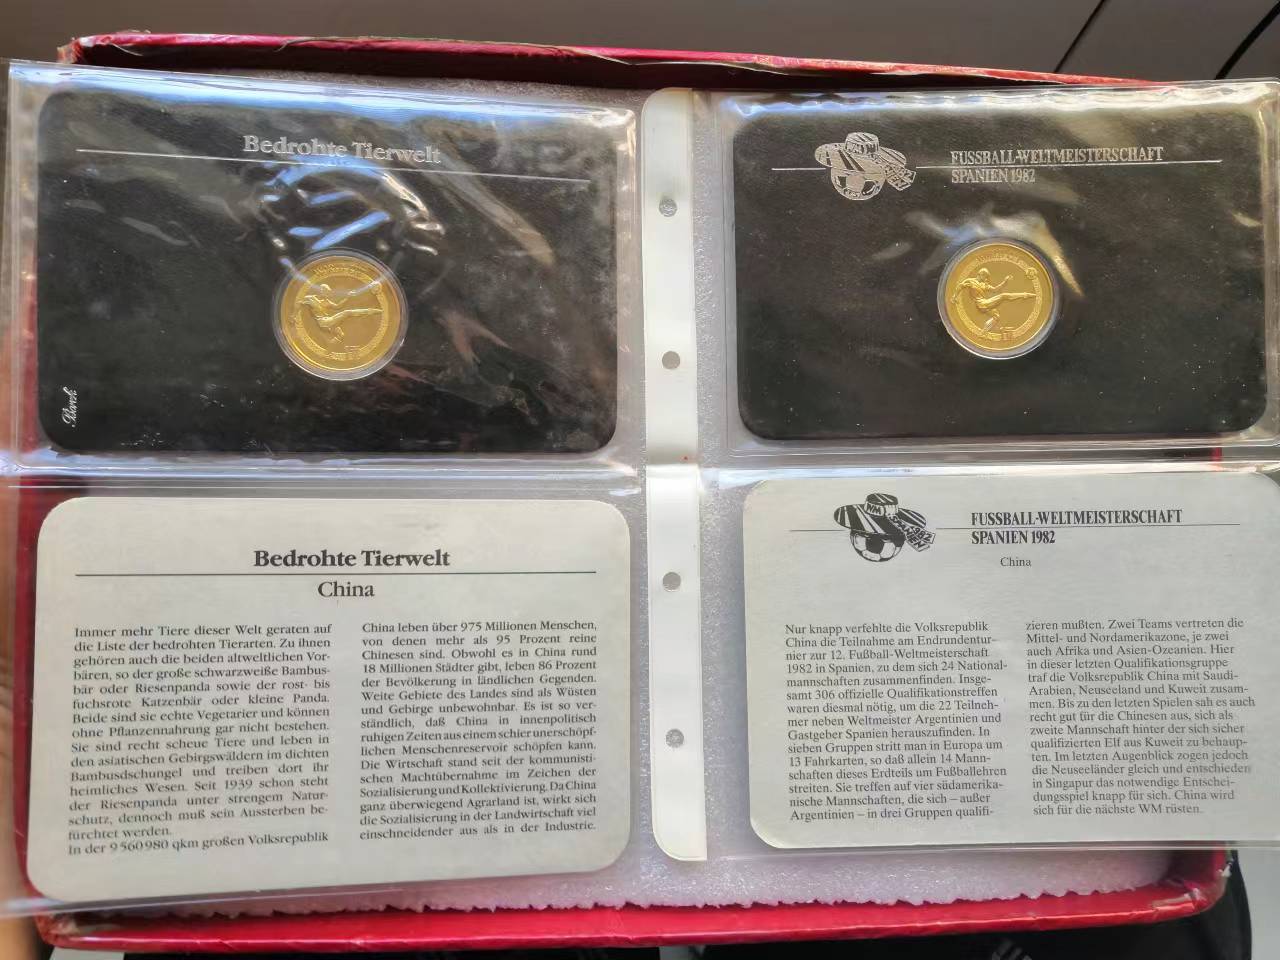 Bedrohte Tierwelt
Borek
FUSSBALL-WELTMEISTERSCHAFT
SPANIEN 1982
Bedrohte Tierwelt
China
Immer mehr Tiere dieser Welt geraten auf
die Liste der bedrohten Tierarten. Zu ihnen
gehören auch die beiden altweltlichen Vor-
bären, so der große schwarzweiße Bambus-
bär oder Riesenpanda sowie der rost- bis
fuchsrote Katzenbär oder kleine Panda.
Beide sind sie echte Vegetarier und können
ohne Pflanzennahrung gar nicht bestehen.
Sie sind recht scheue Tiere und leben in
den asiatischen Gebirgswäldern im dichten
Bambusdschungel und treiben dort ihr
heimliches Wesen. Seit 1939 schon steht
der Riesenpanda unter strengem Natur-
schutz, dennoch muß sein Aussterben be-
fürchtet werden.
In der 9 560 980 qkm großen Volksrepublik
China leben über 975 Millionen Menschen,
von denen mehr als 95 Prozent reine
Chinesen sind. Obwohl es in China rund
18 Millionen Städter gibt, leben 86 Prozent
der Bevölkerung in ländlichen Gegenden.
Weite Gebiete des Landes sind als Wüsten
und Gebirge unbewohnbar. Es ist so ver-
ständlich, daß China in innenpolitisch
ruhigen Zeiten aus einem schier unerschöpf-
lichen Menschenreservoir schöpfen kann.
Die Wirtschaft stand seit der kommunisti-
schen Machtübernahme im Zeichen der
Sozialisierung und Kollektivierung. Da China
ganz überwiegend Agrarland ist, wirkt sich
die Sozialisierung in der Landwirtschaft viel
einschneidender aus als in der Industrie.
WM
SPANIEN
1982
FUSSBALL-WELTMEISTERSCHAFT
SPANIEN 1982
China
Nur knapp verfehlte die Volksrepublik
China die Teilnahme am Endrundentur-
nier zur 12. Fußball-Weltmeisterschaft
1982 in Spanien, zu dem sich 24 National-
mannschaften zusammenfinden. Insge-
samt 306 offizielle Qualifikationstreffen
waren diesmal nötig, um die 22 Teilneh-
mer neben Weltmeister Argentinien und
Gastgeber Spanien herauszufinden. In
sieben Gruppen stritt man in Europa um
13 Fahrkarten, so daß allein 14 Mann-
schaften dieses Erdteils um Fußballehren
streiten. Sie treffen auf vier südamerika-
nische Mannschaften, die sich – außer
Argentinien – in drei Gruppen qualifi-
zieren mußten. Zwei Teams vertreten die
Mittel- und Nordamerikazone, je zwei
auch Afrika und Asien-Ozeanien. Hier
in dieser letzten Qualifikationsgruppe
traf die Volksrepublik China mit Saudi-
Arabien, Neuseeland und Kuweit zusam-
men. Bis zu den letzten Spielen sah es auch
recht gut für die Chinesen aus, sich als
zweite Mannschaft hinter der sich sicher
qualifizierten Elf aus Kuweit zu behaup-
ten. Im letzten Augenblick zogen jedoch
die Neuseeländer gleich und entschieden
in Singapur das notwendige Entschei-
dungsspiel knapp für sich. China wird
sich für die nächste WM rüsten.